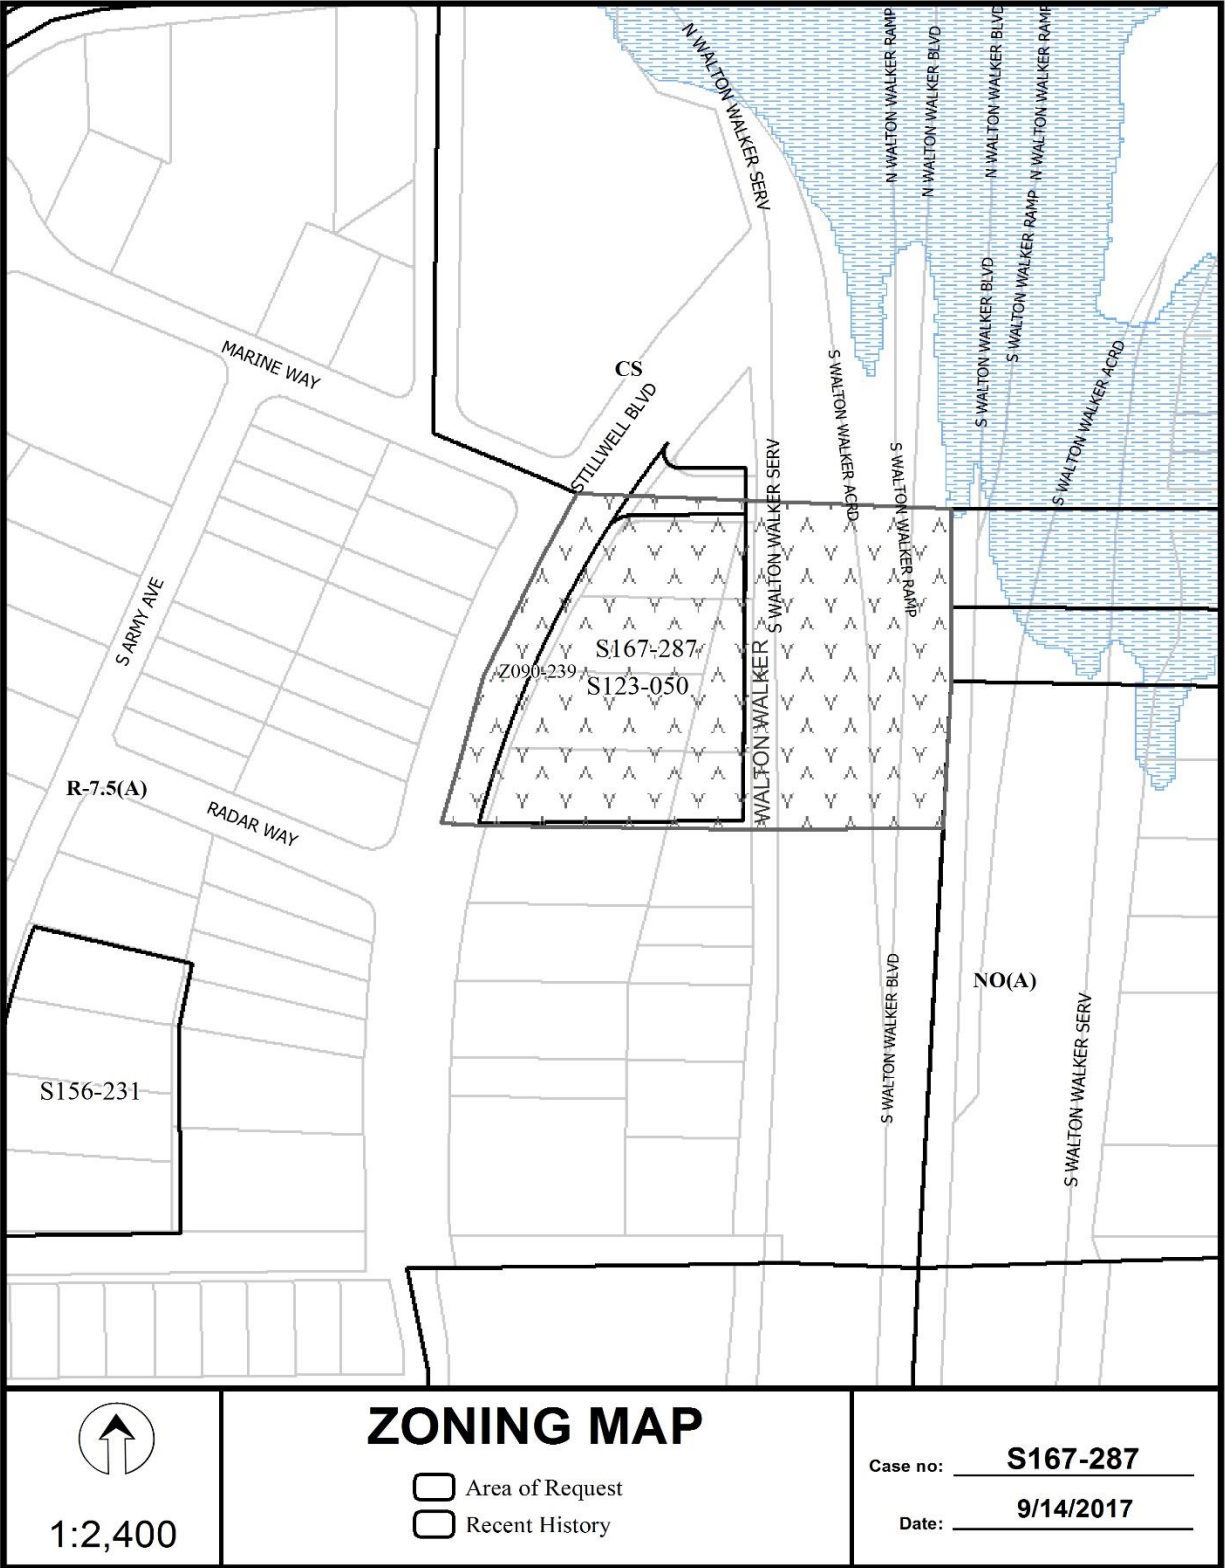 N WALTON WALKER SERV
N WALTON WALKER RAMP
N WALTON WALKER BLVD
N WALTON WALKER BLVD
N WALTON WALKER RAMP
S WALTON WALKER RAMP
S WALTON WALKER BLVD
MARINE WAY
CS
STILLWELL BLVD
S WALTON WALKER ACRD
S WALTON WALKER ACRD
S WALTON WALKER SERV
S WALTON WALKER RAMP
S ARMY AVE
S167-287
Z090-239
S123-050
WALTON WALKER
R-7.5(A)
RADAR WAY
NO(A)
S WALTON WALKER BLVD
S WALTON WALKER SERV
S156-231
1:2,400
ZONING MAP
Area of Request
Recent History
Case no: S167-287
Date: 9/14/2017